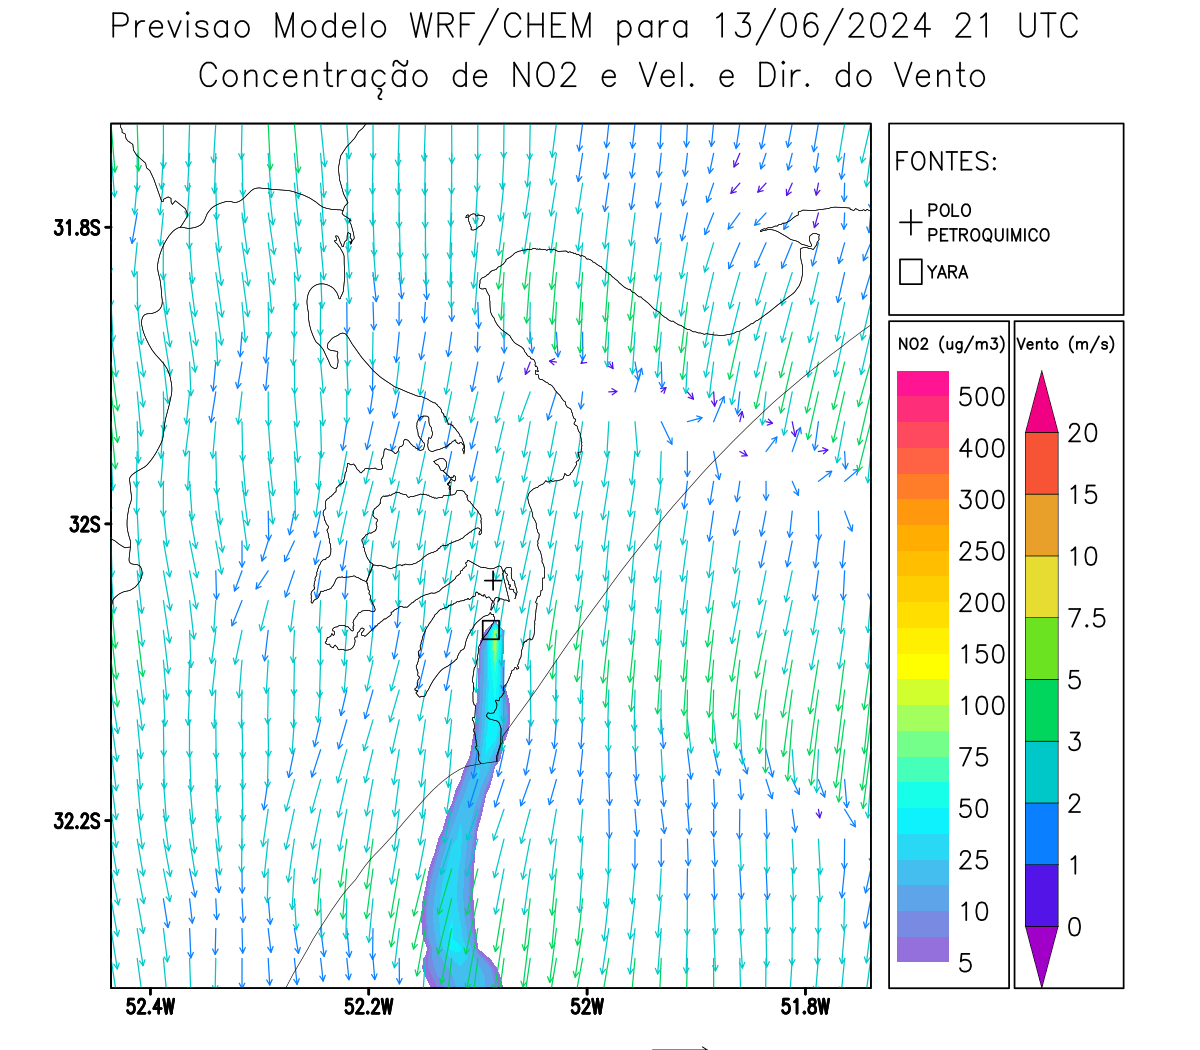 Previsao Modelo WRF/CHEM para 13/06/2024 21 UTC
Concentração de NO2 e Vel. e Dir. do Vento
FONTES:
POLO
PETROQUIMICO
YARA
NO2 (ug/m3)
500
400
300
250
200
150
100
75
50
25
10
5
Vento (m/s)
20
15
10
7.5
5
3
2
1
0
31.8S
32S
32.2S
52.4W
52.2W
52W
51.8W